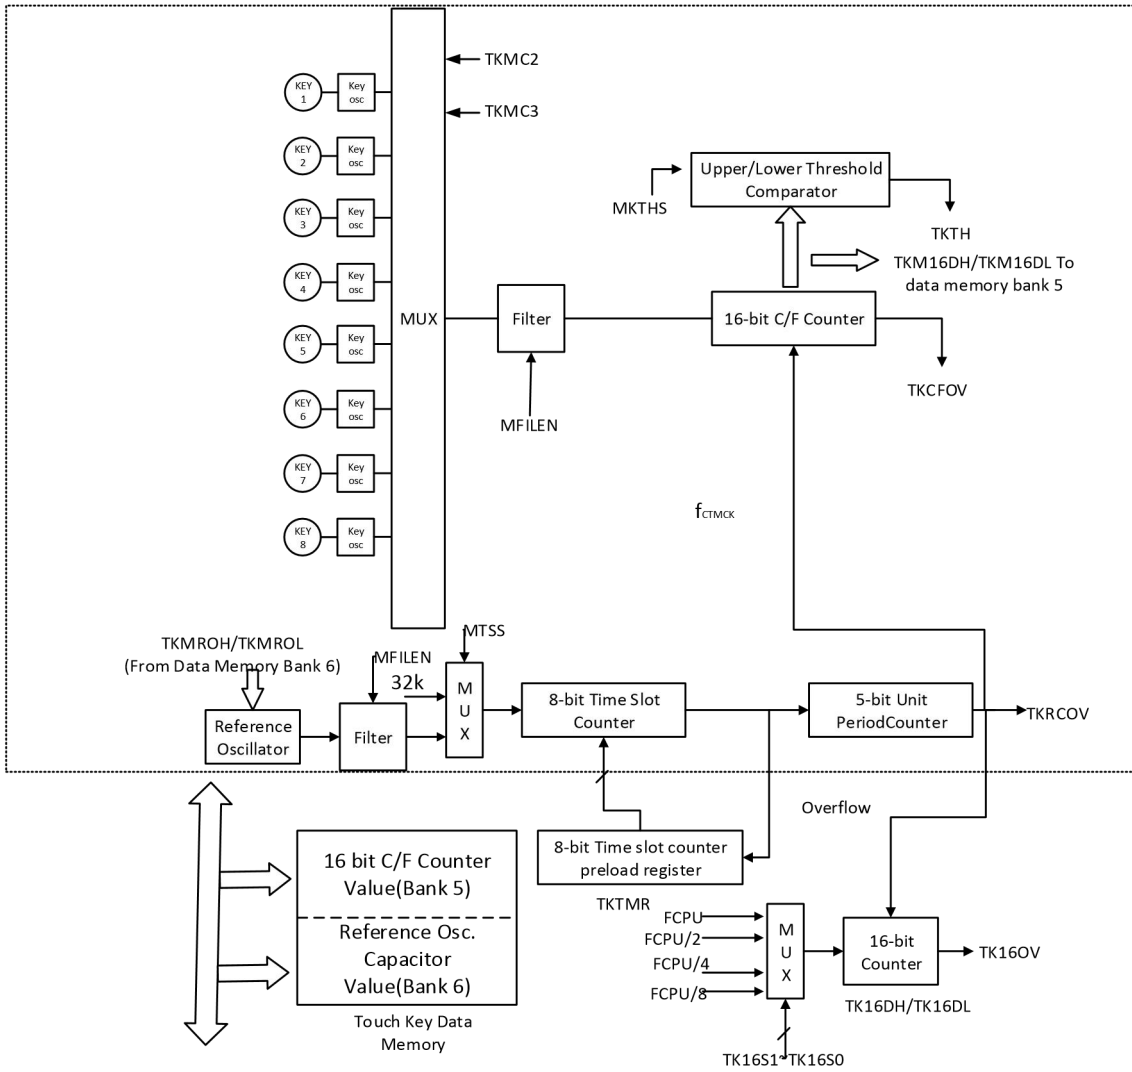 TKMC2
KEY
1
Key
osc
TKMC3
KEY
2
Key
osc
Upper/Lower Threshold
Comparator
MKTHS
KEY
3
Key
osc
TKTH
TKM16DH/TKM16DL To
data memory bank 5
KEY
4
Key
osc
MUX
Filter
16-bit C/F Counter
KEY
5
Key
osc
TKCFOV
KEY
6
Key
osc
MFILEN
KEY
7
Key
osc
fCTMCK
KEY
8
Key
osc
TKMROH/TKMROL
(From Data Memory Bank 6)
MTSS
MFILEN
32k
M
U
X
8-bit Time Slot
Counter
5-bit Unit
PeriodCounter
TKRCOV
Reference
Oscillator
Filter
Overflow
16 bit C/F Counter
Value(Bank 5)
8-bit Time slot counter
preload register
TKTMR
Reference Osc.
Capacitor
Value(Bank 6)
FCPU
FCPU/2
FCPU/4
FCPU/8
M
U
X
16-bit
Counter
TK16OV
TK16DH/TK16DL
Touch Key Data
Memory
TK16S1~TK16S0